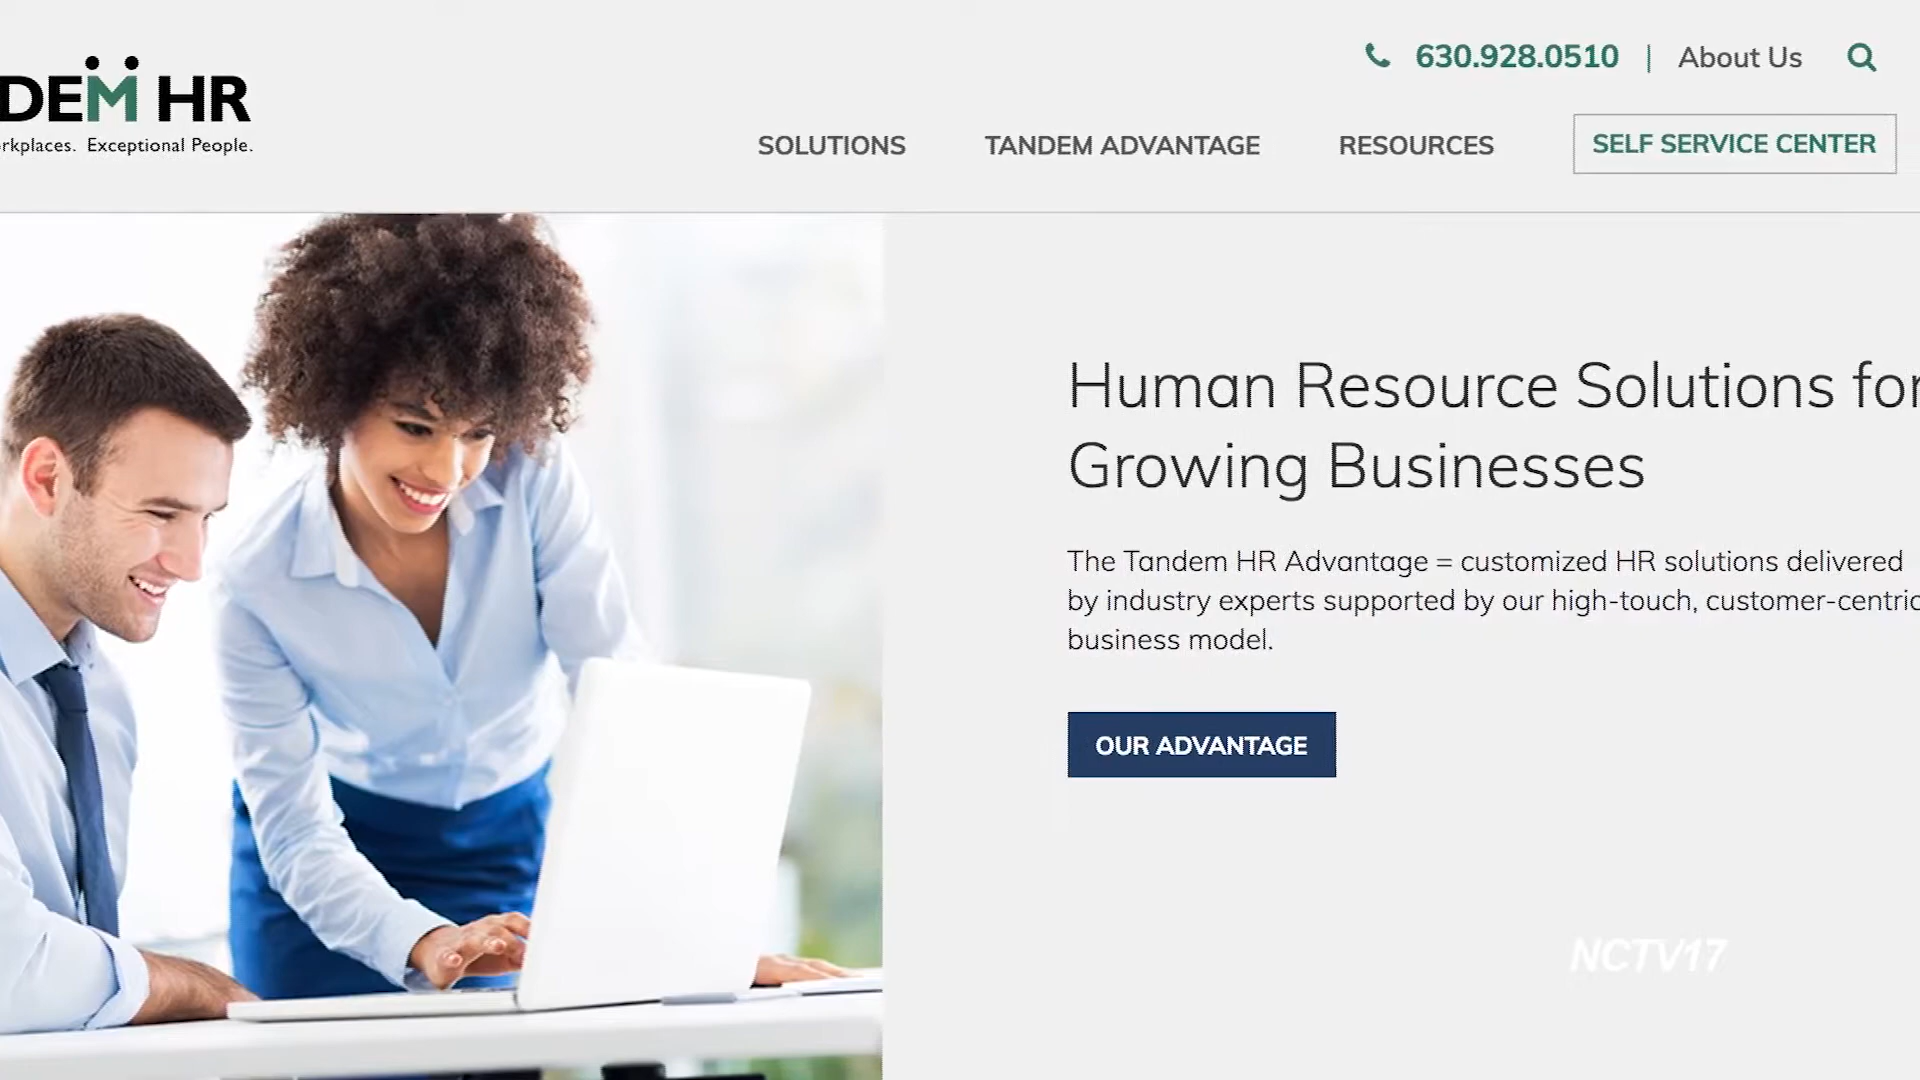 DEM HR
rkplaces. Exceptional People.
630.928.0510 | About Us
SOLUTIONS TANDEM ADVANTAGE RESOURCES SELF SERVICE CENTER
Human Resource Solutions for
Growing Businesses
The Tandem HR Advantage = customized HR solutions delivered
by industry experts supported by our high-touch, customer-centric
business model.
OUR ADVANTAGE
NCTV17